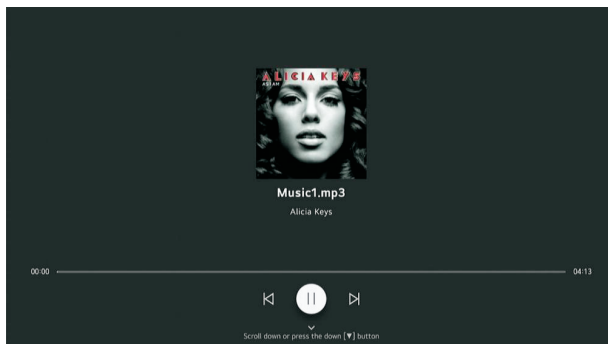 ALICIA KEYS
AS I AM
Music1.mp3
Alicia Keys
00:00
04:13
Scroll down or press the down [▼] button